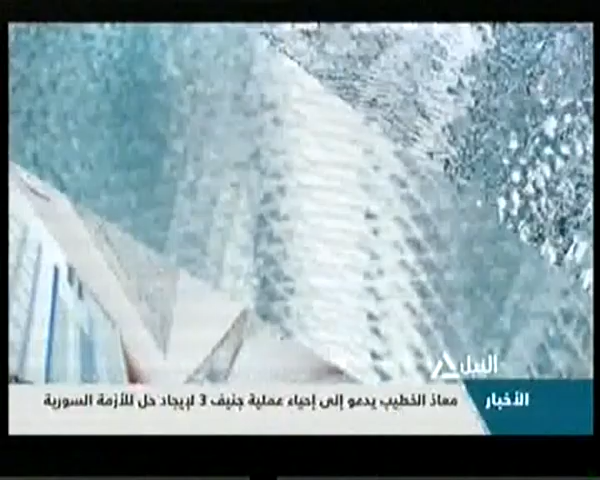 النيل
الأخبار
معاذ الخطيب يدعو إلى إحياء عملية جنيف 3 لإيجاد حل للأزمة السورية